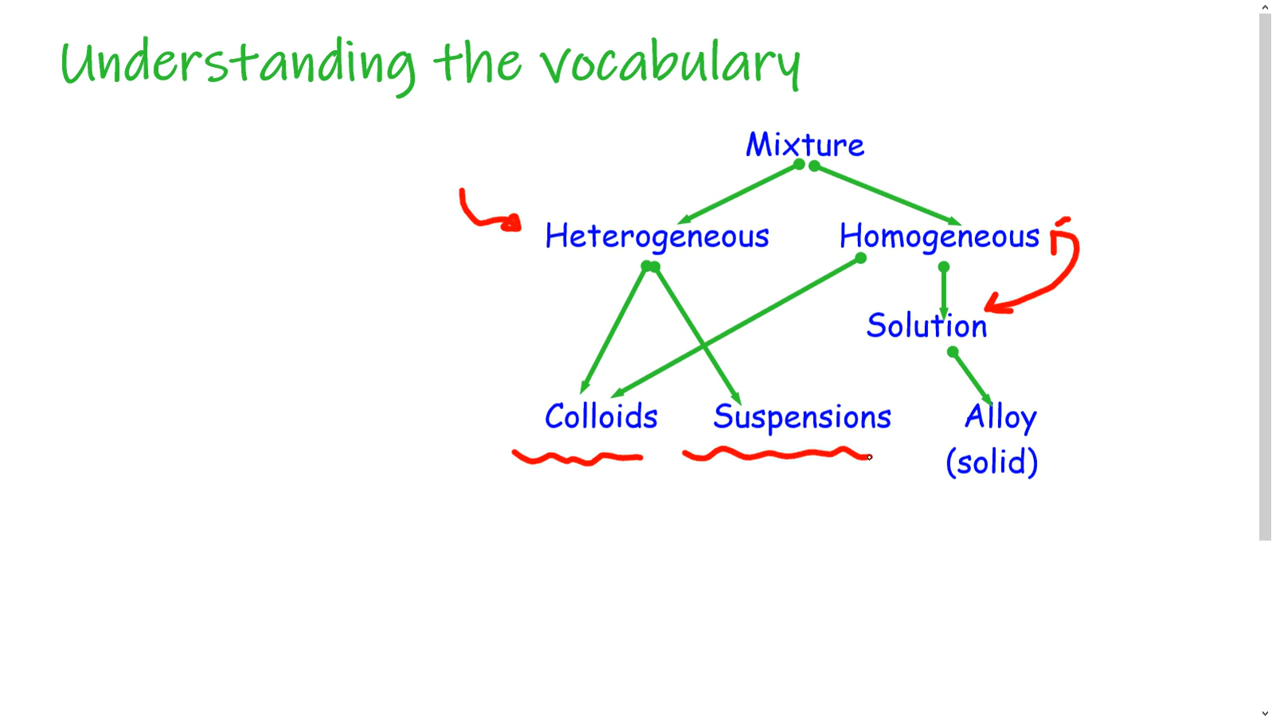 Understanding the vocabulary
Mixture
Heterogeneous Homogeneous
Solution
Colloids Suspensions Alloy
(solid)